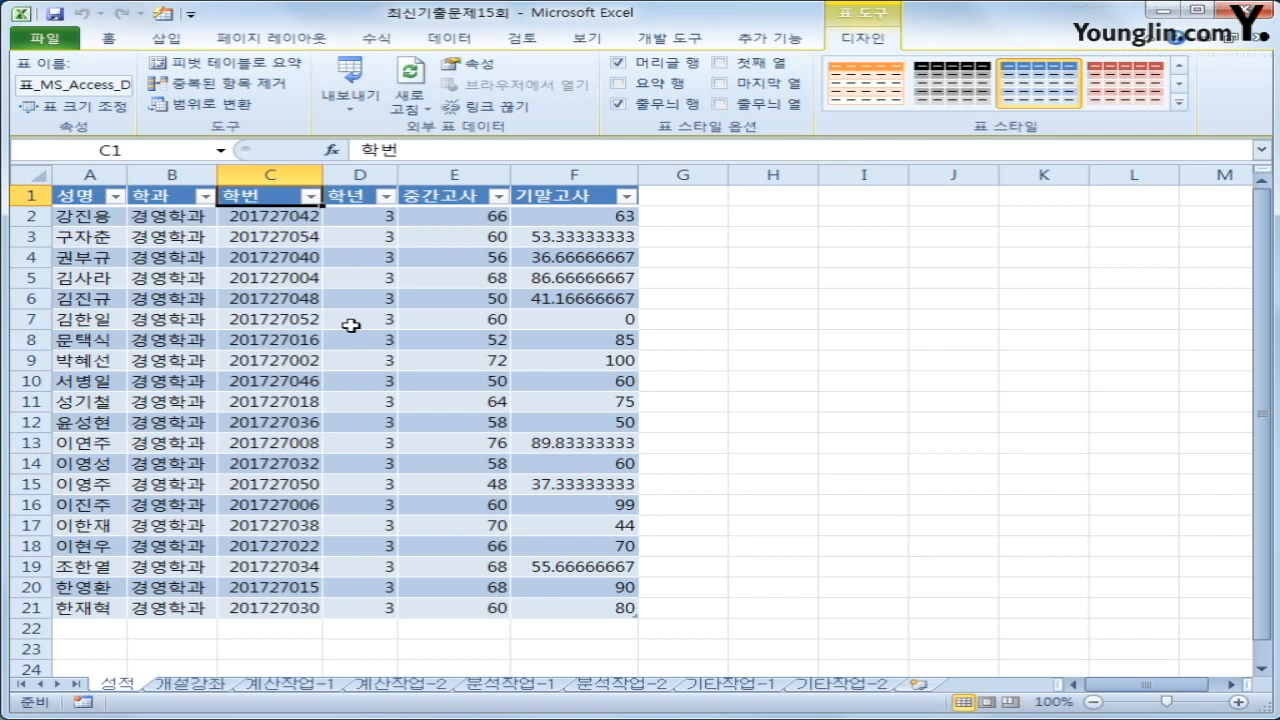 최신기출문제15회 - Microsoft Excel
표 도구
YoungJin.com Y.
파일 홈 삽입 페이지 레이아웃 수식 데이터 검토 보기 개발 도구 추가 기능 디자인
표 이름: 피벗 테이블로 요약 속성 머리글 행 첫째 열
표_MS_Access_D 중복된 항목 제거 내보내기 새로 브라우저에서 열기 요약 행 마지막 열
표 크기 조정 범위로 변환 고침 링크 끊기 줄무늬 행 줄무늬 열
속성 도구 외부 표 데이터 표 스타일 옵션 표 스타일
C1 fx 학번
A B C D E F G H I J K L M
1 성명 학과 학번 학년 중간고사 기말고사
2 강진용 경영학과 201727042 3 66 63
3 구자춘 경영학과 201727054 3 60 53.33333333
4 권부규 경영학과 201727040 3 56 36.66666667
5 김사라 경영학과 201727004 3 68 86.66666667
6 김진규 경영학과 201727048 3 50 41.16666667
7 김한일 경영학과 201727052 3 60 0
8 문택식 경영학과 201727016 3 52 85
9 박혜선 경영학과 201727002 3 72 100
10 서병일 경영학과 201727046 3 50 60
11 성기철 경영학과 201727018 3 64 75
12 윤성현 경영학과 201727036 3 58 50
13 이연주 경영학과 201727008 3 76 89.83333333
14 이영성 경영학과 201727032 3 58 60
15 이영주 경영학과 201727050 3 48 37.33333333
16 이진주 경영학과 201727006 3 60 99
17 이한재 경영학과 201727038 3 70 44
18 이현우 경영학과 201727022 3 66 70
19 조한열 경영학과 201727034 3 68 55.66666667
20 한영환 경영학과 201727015 3 68 90
21 한재혁 경영학과 201727030 3 60 80
22
23
24
성적 개설강좌 계산작업-1 계산작업-2 분석작업-1 분석작업-2 기타작업-1 기타작업-2
준비 100%